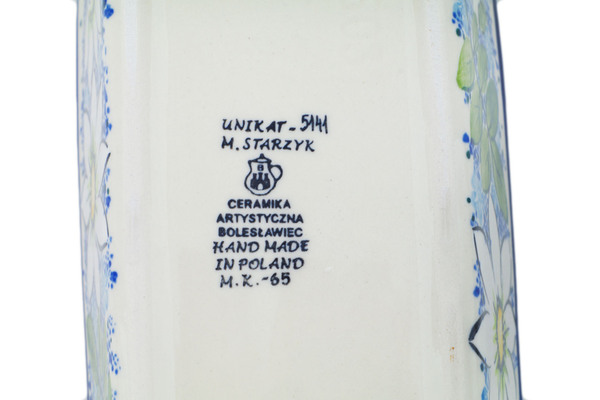 UNIKAT-5141
M. STARZYK
B
CERAMIKA
ARTYSTYCZNA
BOLESŁAWIEC
HAND MADE
IN POLAND
M.K.-65